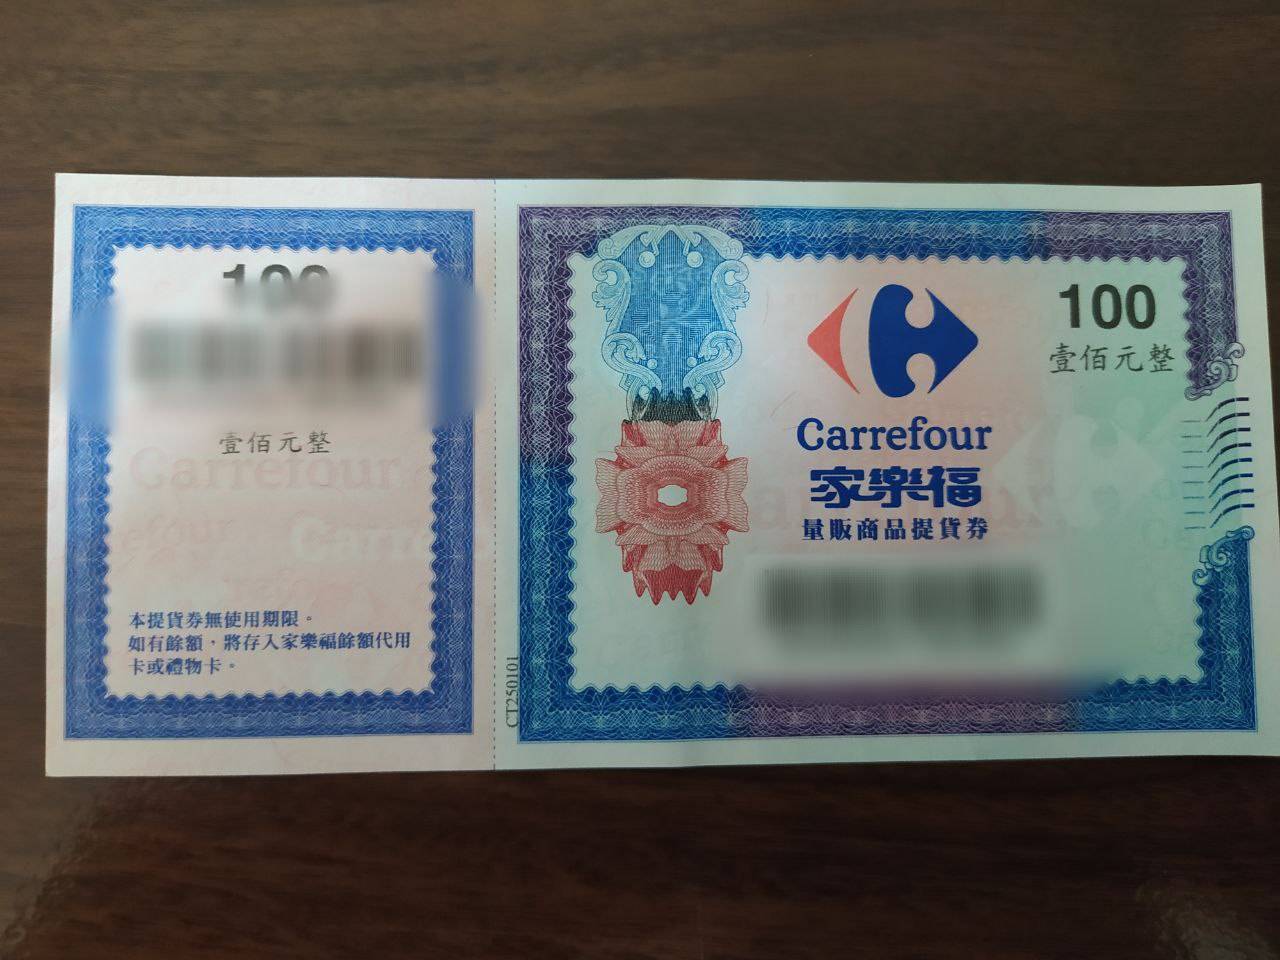 100
壹佰元整
本提貨券無使用期限。
如有餘額，將存入家樂福餘額代用
卡或禮物卡。
CT250101
Carrefour
家樂福
量販商品提貨券
100
壹佰元整